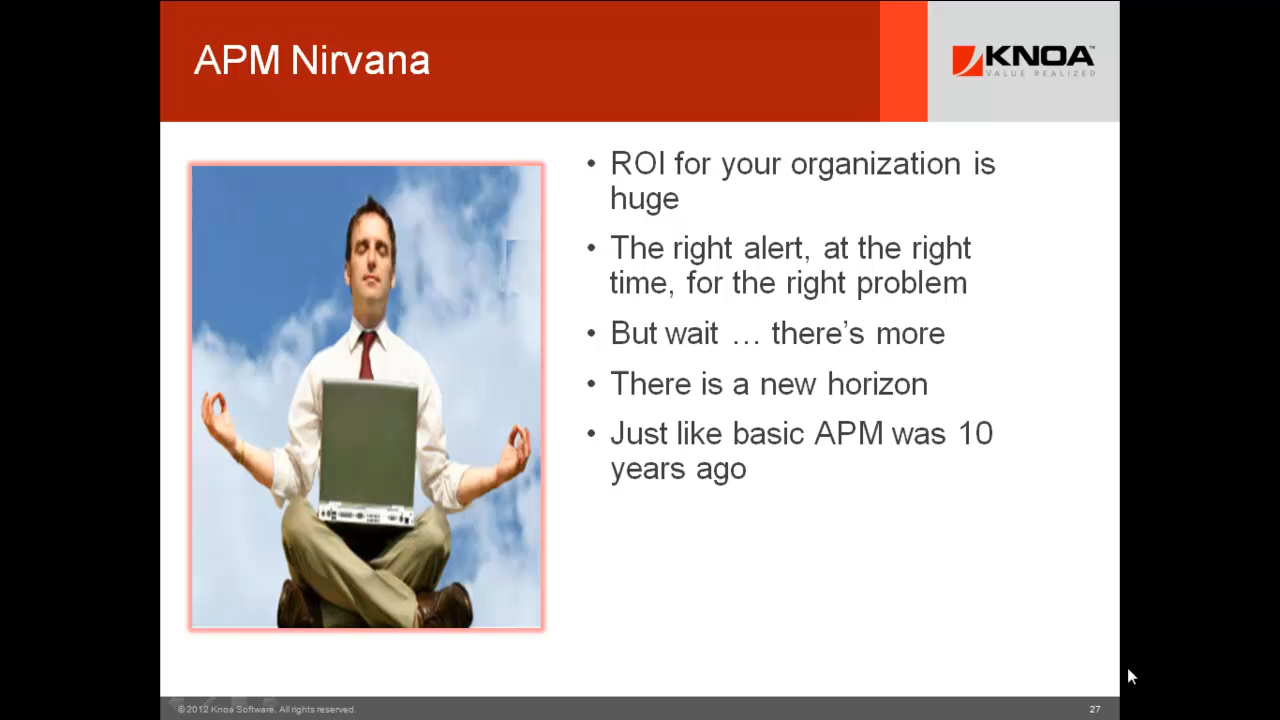 APM Nirvana
KNOA™
VALUE REALIZED
• ROI for your organization is
huge
• The right alert, at the right
time, for the right problem
• But wait … there’s more
• There is a new horizon
• Just like basic APM was 10
years ago
© 2012 Knoa Software. All rights reserved.
27